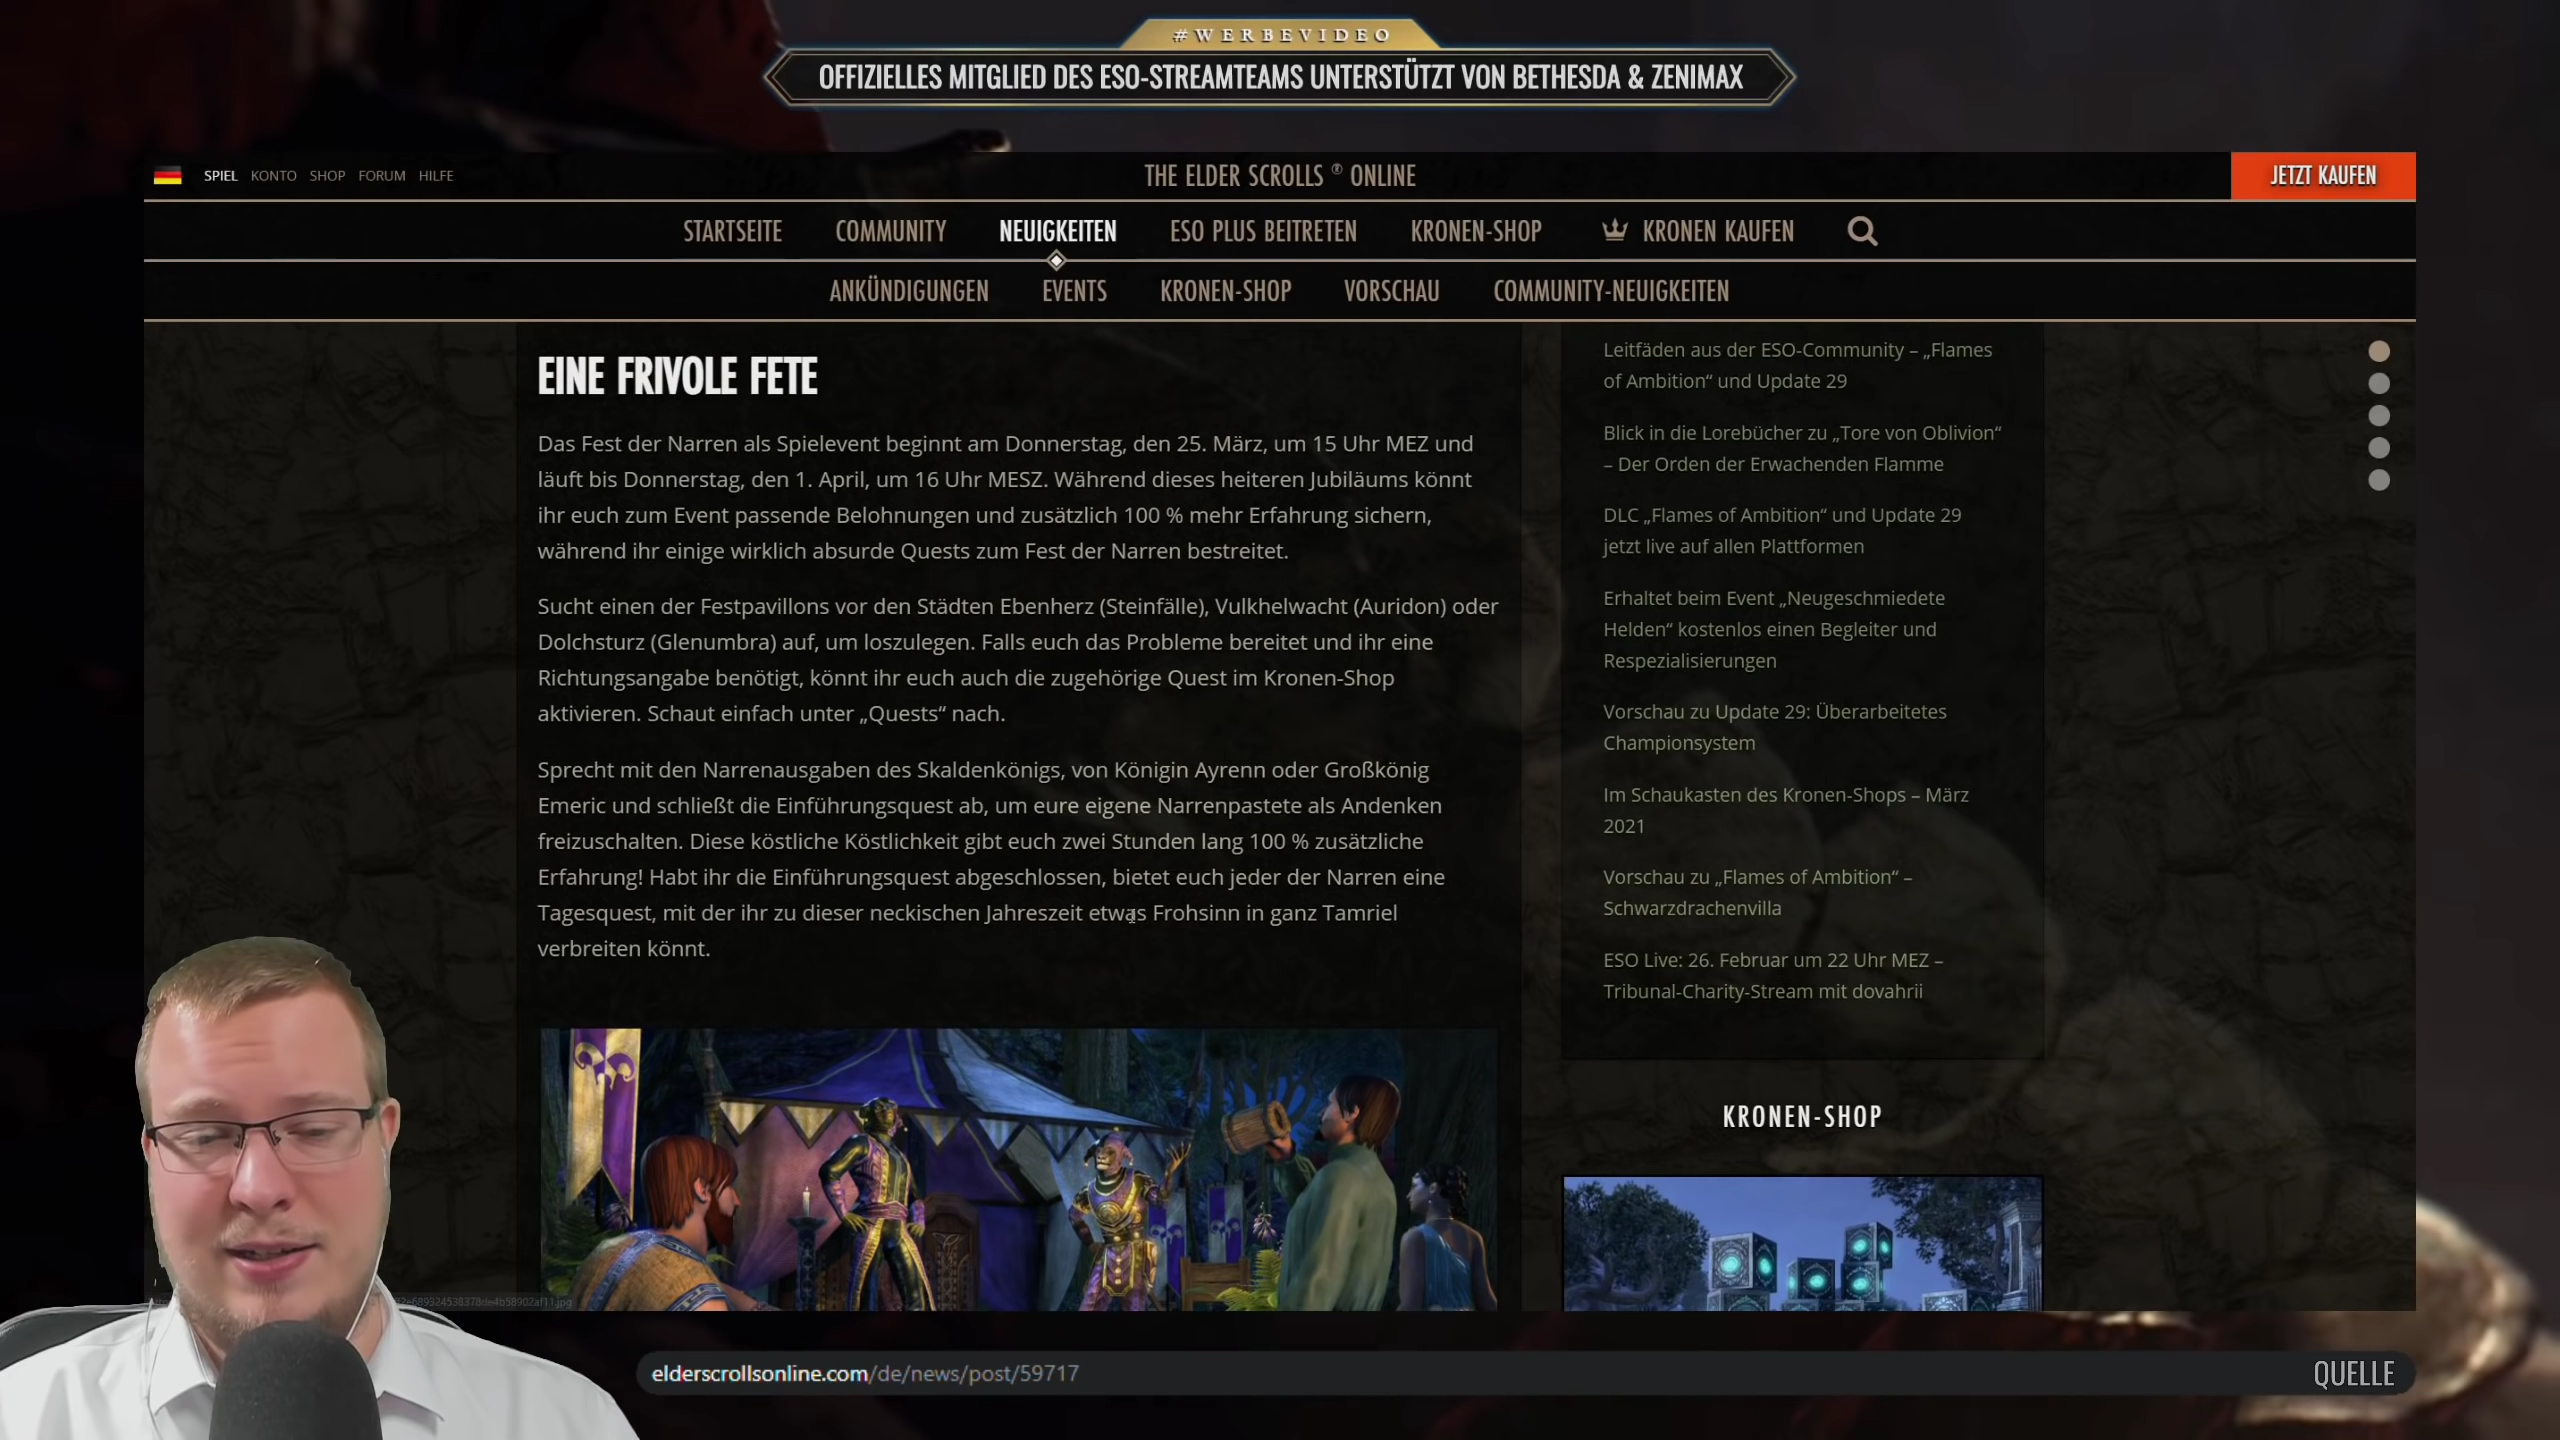 #WERBEVIDEO
OFFIZIELLES MITGLIED DES ESO-STREAMTEAMS UNTERSTÜTZT VON BETHESDA & ZENIMAX
SPIEL KONTO SHOP FORUM HILFE
THE ELDER SCROLLS ® ONLINE
JETZT KAUFEN
STARTSEITE COMMUNITY NEUIGKEITEN ESO PLUS BEITRETEN KRONEN-SHOP KRONEN KAUFEN
ANKÜNDIGUNGEN EVENTS KRONEN-SHOP VORSCHAU COMMUNITY-NEUIGKEITEN
EINE FRIVOLE FETE
Das Fest der Narren als Spielevent beginnt am Donnerstag, den 25. März, um 15 Uhr MEZ und
läuft bis Donnerstag, den 1. April, um 16 Uhr MESZ. Während dieses heiteren Jubiläums könnt
ihr euch zum Event passende Belohnungen und zusätzlich 100 % mehr Erfahrung sichern,
während ihr einige wirklich absurde Quests zum Fest der Narren bestreitet.
Sucht einen der Festpavillons vor den Städten Ebenherz (Steinfälle), Vulkhelwacht (Auridon) oder
Dolchsturz (Glenumbra) auf, um loszulegen. Falls euch das Probleme bereitet und ihr eine
Richtungsangabe benötigt, könnt ihr euch auch die zugehörige Quest im Kronen-Shop
aktivieren. Schaut einfach unter „Quests“ nach.
Sprecht mit den Narrenausgaben des Skaldenkönigs, von Königin Ayrenn oder Großkönig
Emeric und schließt die Einführungsquest ab, um eure eigene Narrenpastete als Andenken
freizuschalten. Diese köstliche Köstlichkeit gibt euch zwei Stunden lang 100 % zusätzliche
Erfahrung! Habt ihr die Einführungsquest abgeschlossen, bietet euch jeder der Narren eine
Tagesquest, mit der ihr zu dieser neckischen Jahreszeit etwas Frohsinn in ganz Tamriel
verbreiten könnt.
Leitfäden aus der ESO-Community – „Flames
of Ambition“ und Update 29
Blick in die Lorebücher zu „Tore von Oblivion“
– Der Orden der Erwachenden Flamme
DLC „Flames of Ambition“ und Update 29
jetzt live auf allen Plattformen
Erhaltet beim Event „Neugeschmiedete
Helden“ kostenlos einen Begleiter und
Respezialisierungen
Vorschau zu Update 29: Überarbeitetes
Championsystem
Im Schaukasten des Kronen-Shops – März
2021
Vorschau zu „Flames of Ambition“ –
Schwarzdrachenvilla
ESO Live: 26. Februar um 22 Uhr MEZ –
Tribunal-Charity-Stream mit dovahrii
KRONEN-SHOP
elderscrollsonline.com/de/news/post/59717
QUELLE